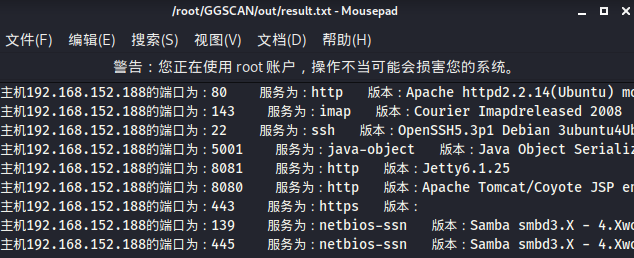 /root/GGSCAN/out/result.txt - Mousepad
文件(F) 编辑(E) 搜索(S) 视图(V) 文档(D) 帮助(H)
警告：您正在使用 root 账户，操作不当可能会损害您的系统。
主机192.168.152.188的端口为：80 服务为：http 版本：Apache httpd2.2.14(Ubuntu) mo
主机192.168.152.188的端口为：143 服务为：imap 版本：Courier Imapdreleased 2008
主机192.168.152.188的端口为：22 服务为：ssh 版本：OpenSSH5.3p1 Debian 3ubuntu4Ub
主机192.168.152.188的端口为：5001 服务为：java-object 版本：Java Object Serializ
主机192.168.152.188的端口为：8081 服务为：http 版本：Jetty6.1.25
主机192.168.152.188的端口为：8080 服务为：http 版本：Apache Tomcat/Coyote JSP en
主机192.168.152.188的端口为：443 服务为：https 版本：
主机192.168.152.188的端口为：139 服务为：netbios-ssn 版本：Samba smbd3.X - 4.Xwo
主机192.168.152.188的端口为：445 服务为：netbios-ssn 版本：Samba smbd3.X - 4.Xwo